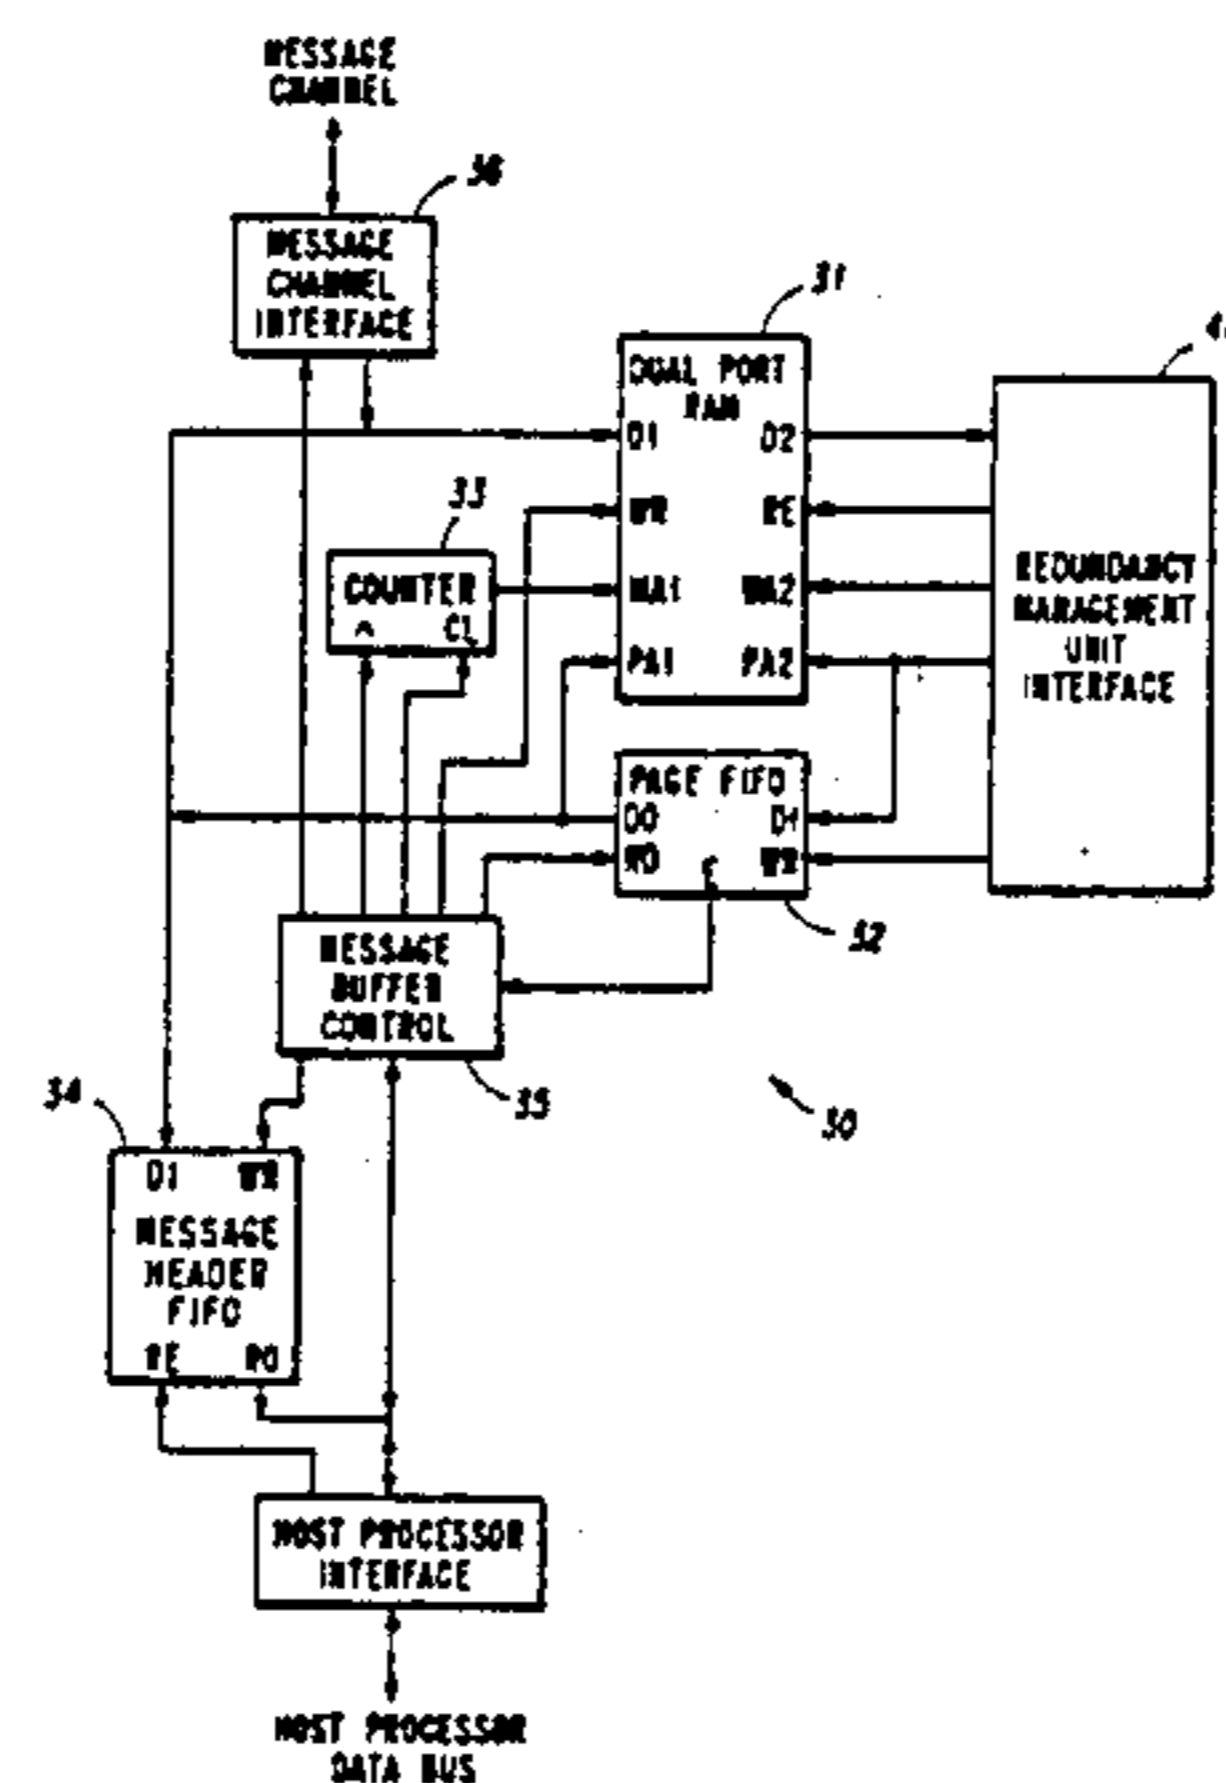 MESSAGE
CHANNEL
36
MESSAGE
CHANNEL
INTERFACE
31
DUAL PORT
RAM
D1 D2
WR RE
WA1 WA2
PA1 PA2
33
COUNTER
^ CL
REDUNDANCY
MANAGEMENT
UNIT
INTERFACE
PAGE FIFO
DO DI
RD WR
32
MESSAGE
BUFFER
CONTROL
35
30
34
DI WR
MESSAGE
HEADER
FIFO
RE RD
HOST PROCESSOR
INTERFACE
HOST PROCESSOR
DATA BUS